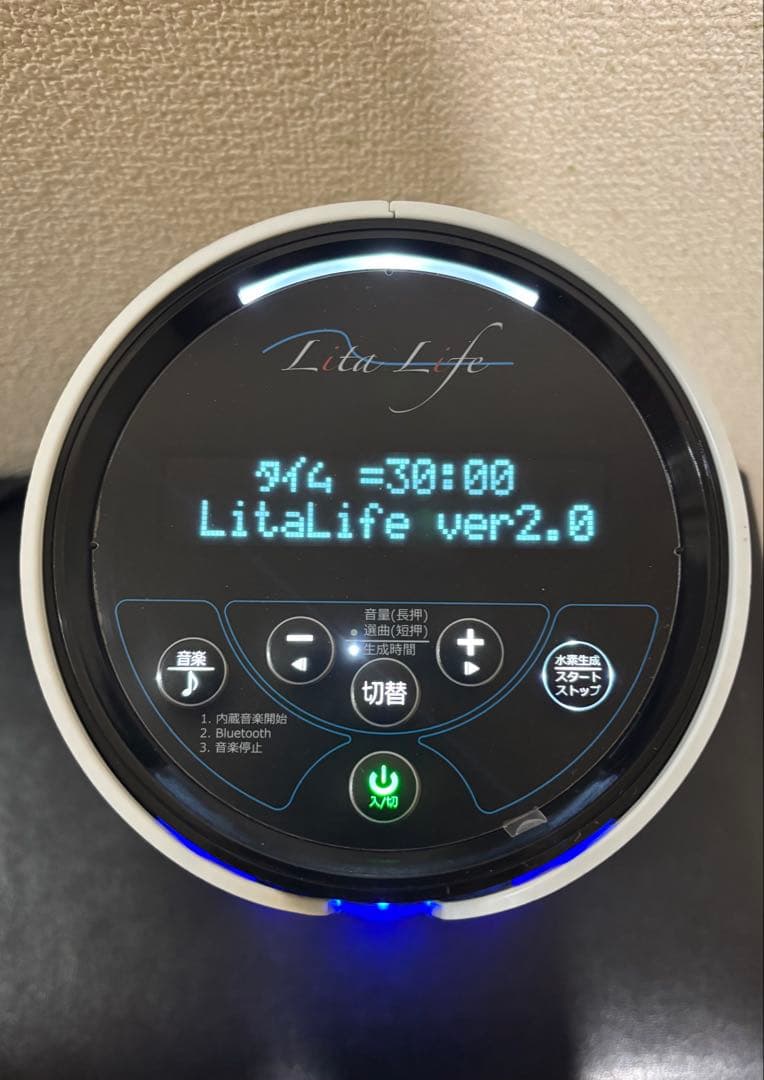 Lita Life
タイム =30:00
LitaLife ver2.0
音量(長押)
選曲(短押)
生成時間
音楽
切替
水素生成
スタート
ストップ
1. 内蔵音楽開始
2. Bluetooth
3. 音楽停止
入/切